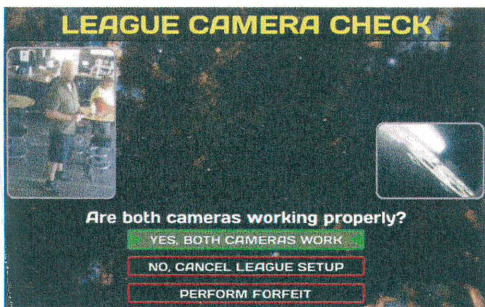 LEAGUE CAMERA CHECK
Are both cameras working properly?
YES, BOTH CAMERAS WORK
NO, CANCEL LEAGUE SETUP
PERFORM FORFEIT